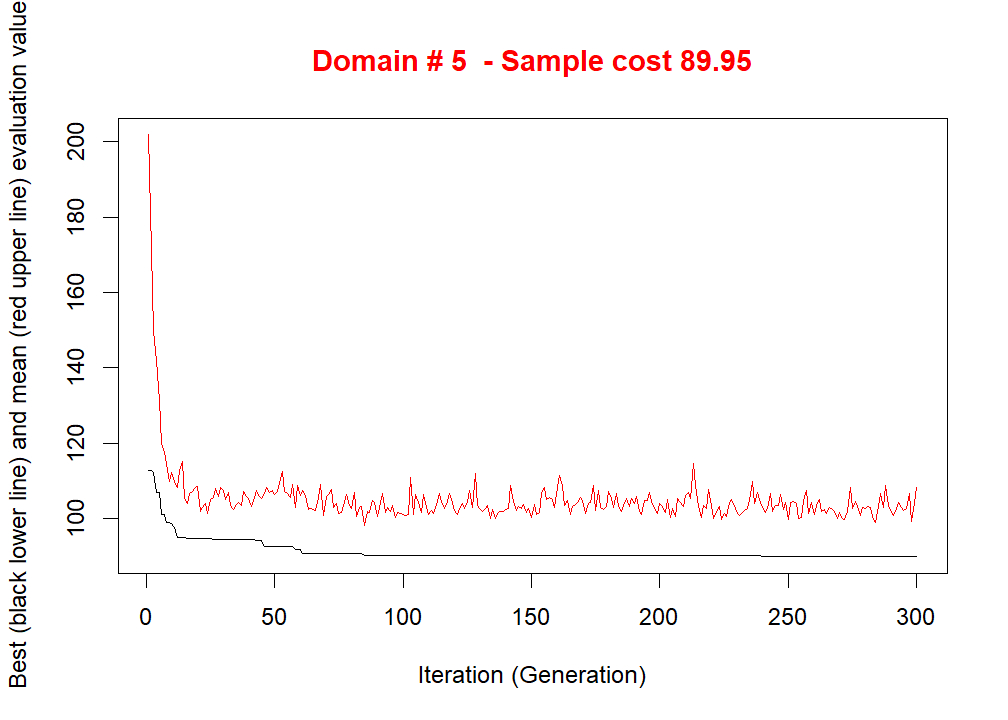 Domain # 5  - Sample cost 89.95
Best (black lower line) and mean (red upper line) evaluation value
200
180
160
140
120
100
0 50 100 150 200 250 300
Iteration (Generation)